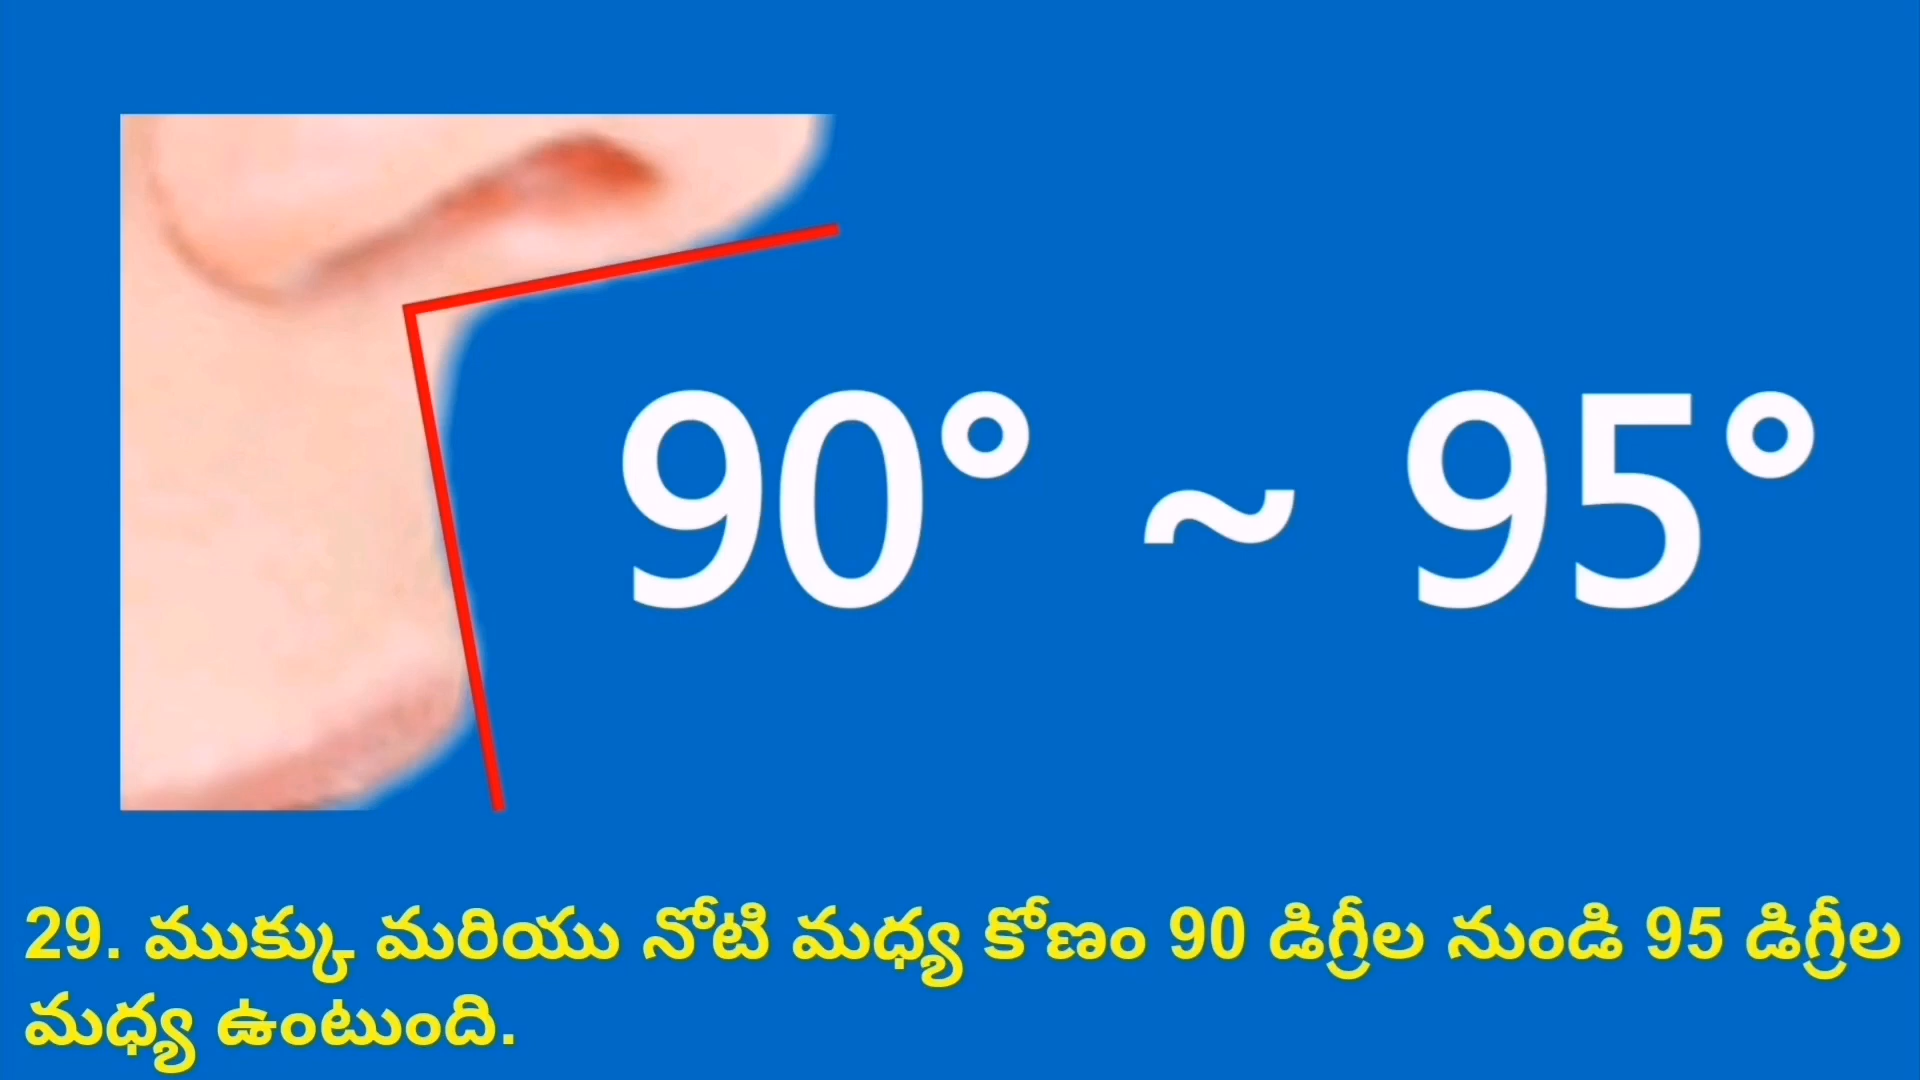 90° ~ 95°
29. ముక్కు మరియు నోటి మధ్య కోణం 90 డిగ్రీల నుండి 95 డిగ్రీల
మధ్య ఉంటుంది.